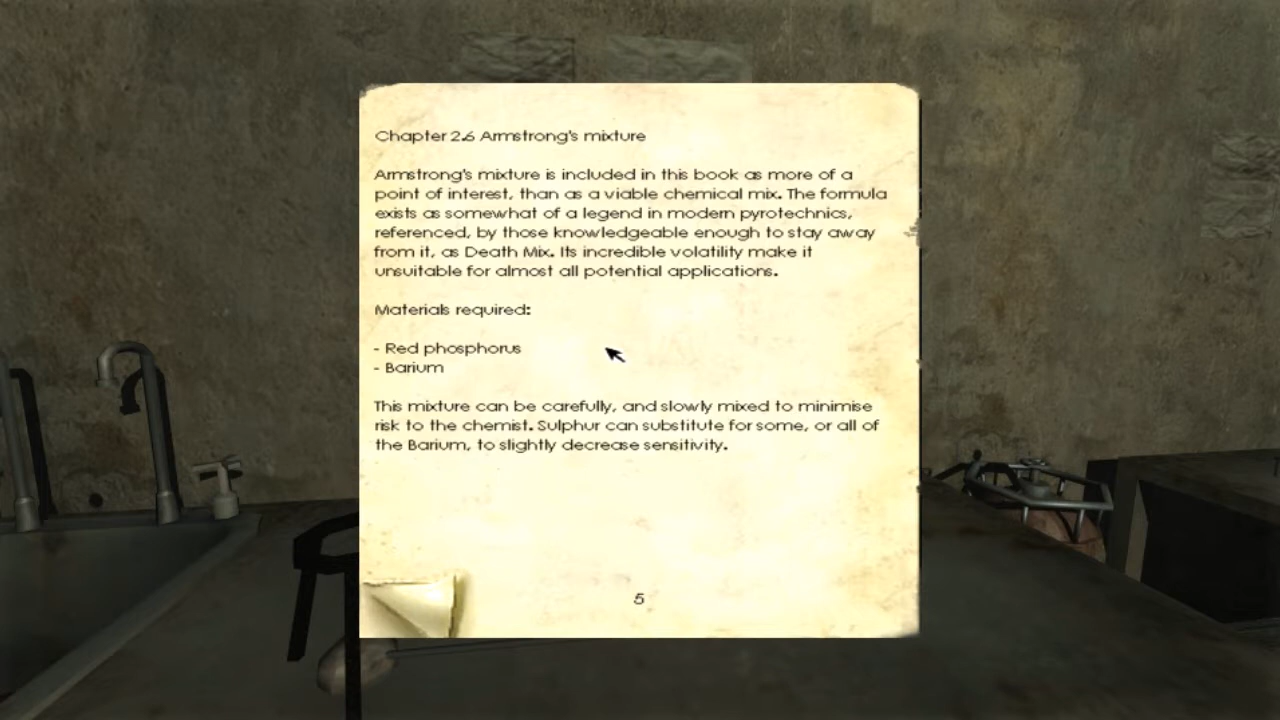 Chapter 2.6 Armstrong's mixture
Armstrong's mixture is included in this book as more of a
point of interest, than as a viable chemical mix. The formula
exists as somewhat of a legend in modern pyrotechnics,
referenced, by those knowledgeable enough to stay away
from it, as Death Mix. Its incredible volatility make it
unsuitable for almost all potential applications.
Materials required:
- Red phosphorus
- Barium
This mixture can be carefully, and slowly mixed to minimise
risk to the chemist. Sulphur can substitute for some, or all of
the Barium, to slightly decrease sensitivity.
5